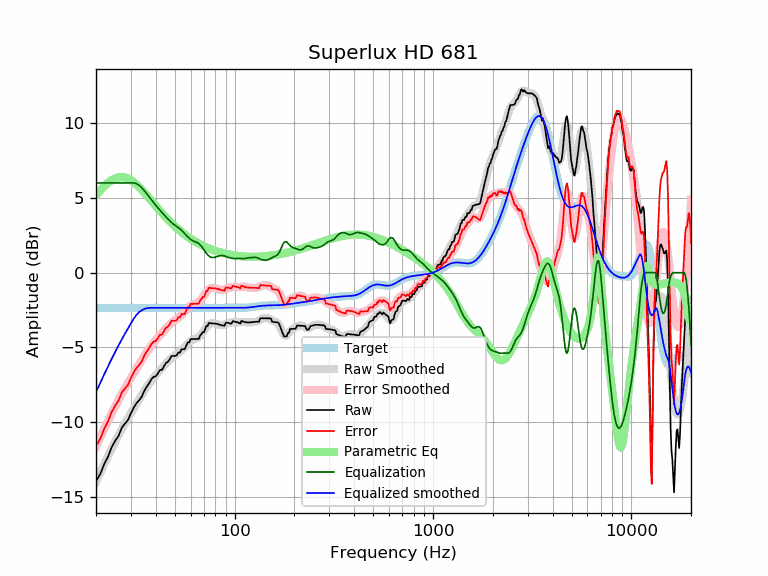 Superlux HD 681
Amplitude (dBr)
10
5
0
−5
−10
−15
Target
Raw Smoothed
Error Smoothed
Raw
Error
Parametric Eq
Equalization
Equalized smoothed
100
1000
10000
Frequency (Hz)